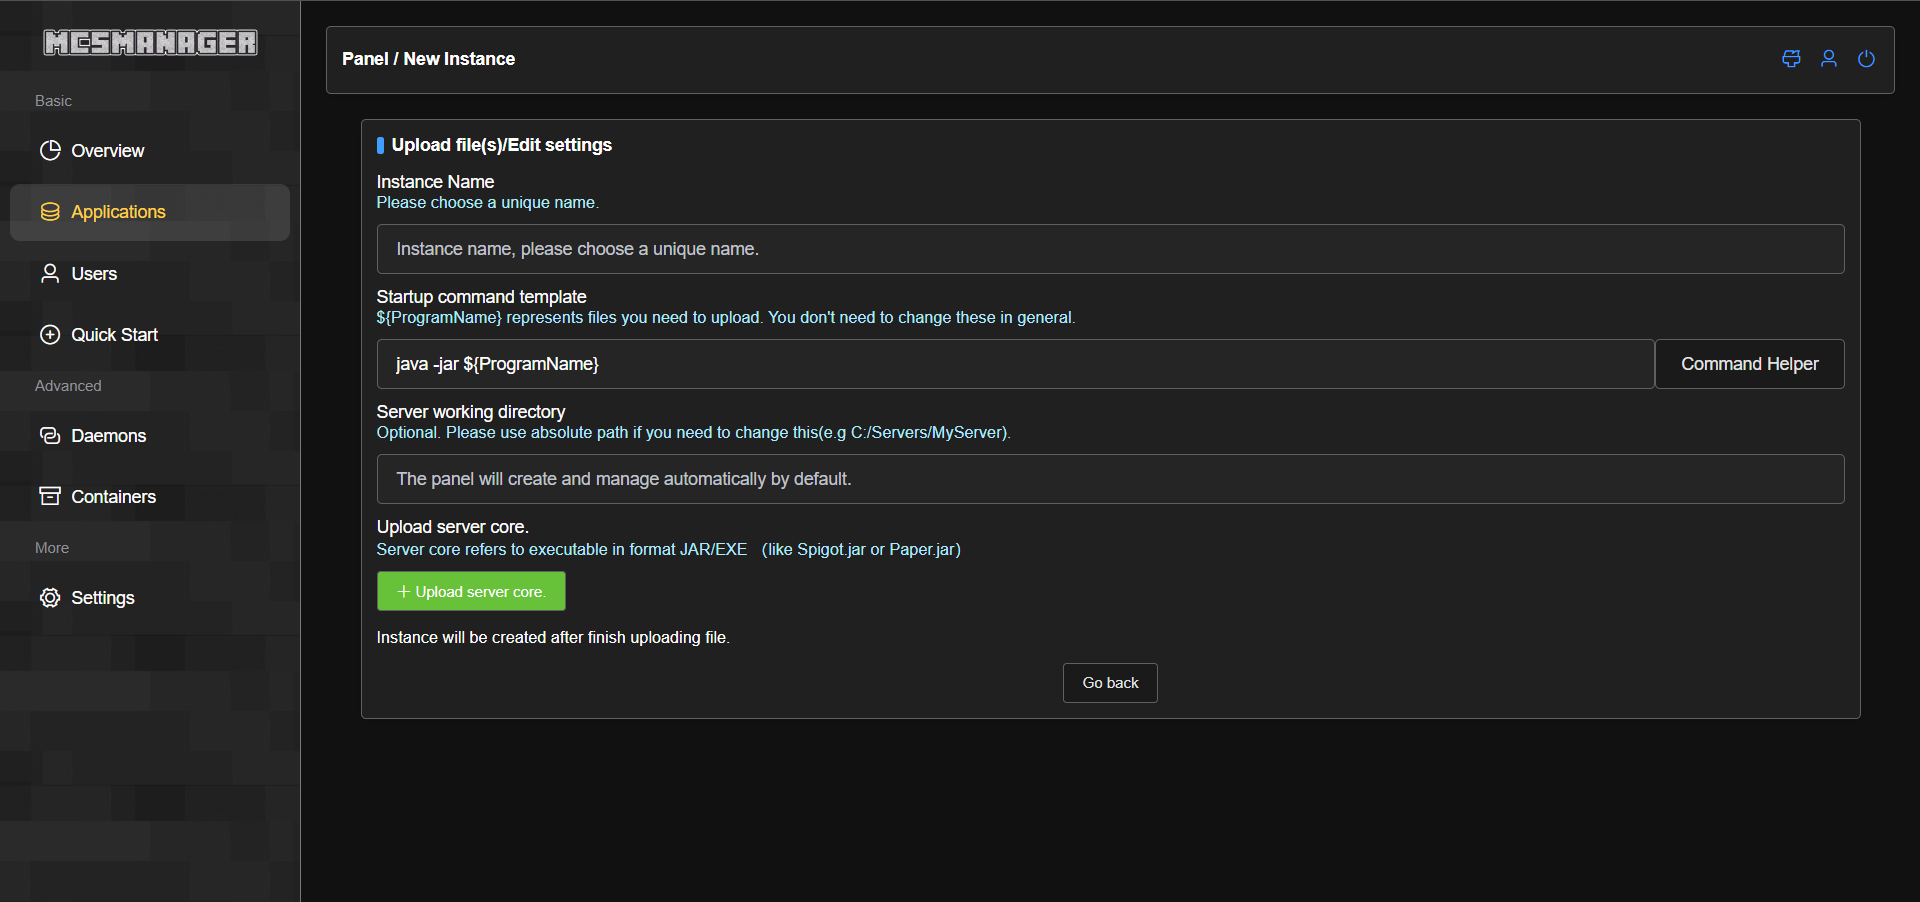 MCSMANAGER
Basic
Overview
Applications
Users
Quick Start
Advanced
Daemons
Containers
More
Settings
Panel / New Instance
Upload file(s)/Edit settings
Instance Name
Please choose a unique name.
Instance name, please choose a unique name.
Startup command template
${ProgramName} represents files you need to upload. You don't need to change these in general.
java -jar ${ProgramName}
Command Helper
Server working directory
Optional. Please use absolute path if you need to change this(e.g C:/Servers/MyServer).
The panel will create and manage automatically by default.
Upload server core.
Server core refers to executable in format JAR/EXE （like Spigot.jar or Paper.jar)
Upload server core.
Instance will be created after finish uploading file.
Go back